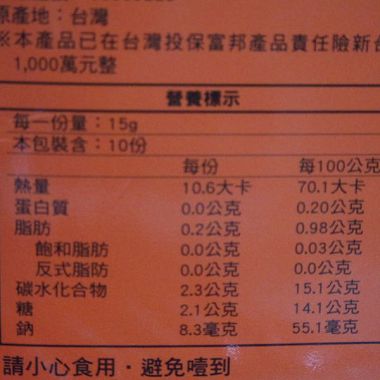 原產地：台灣
※本產品已在台灣投保富邦產品責任險新台
1,000萬元整
營養標示
每一份量：15g
本包裝含：10份
每份 每100公克
熱量 10.6大卡 70.1大卡
蛋白質 0.0公克 0.20公克
脂肪 0.2公克 0.98公克
飽和脂肪 0.0公克 0.03公克
反式脂肪 0.0公克 0.0公克
碳水化合物 2.3公克 15.1公克
糖 2.1公克 14.1公克
鈉 8.3毫克 55.1毫克
請小心食用・避免噎到